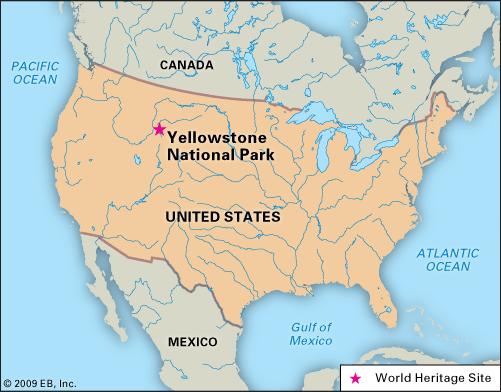 PACIFIC
OCEAN
CANADA
Yellowstone
National Park
UNITED STATES
ATLANTIC
OCEAN
Gulf of
Mexico
MEXICO
© 2009 EB, Inc.
World Heritage Site